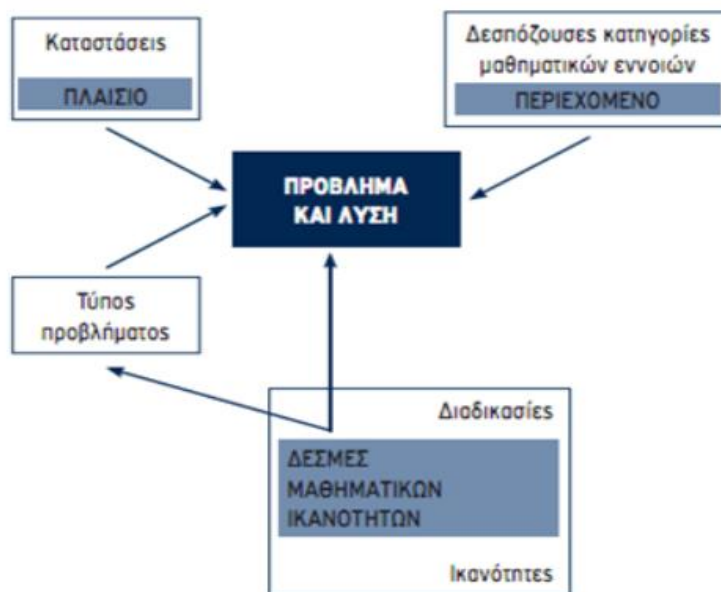 Καταστάσεις
ΠΛΑΙΣΙΟ
Δεσπόζουσες κατηγορίες
μαθηματικών εννοιών
ΠΕΡΙΕΧΟΜΕΝΟ
ΠΡΟΒΛΗΜΑ
ΚΑΙ ΛΥΣΗ
Τύπος
προβλήματος
Διαδικασίες
ΔΕΣΜΕΣ
ΜΑΘΗΜΑΤΙΚΩΝ
ΙΚΑΝΟΤΗΤΩΝ
Ικανότητες